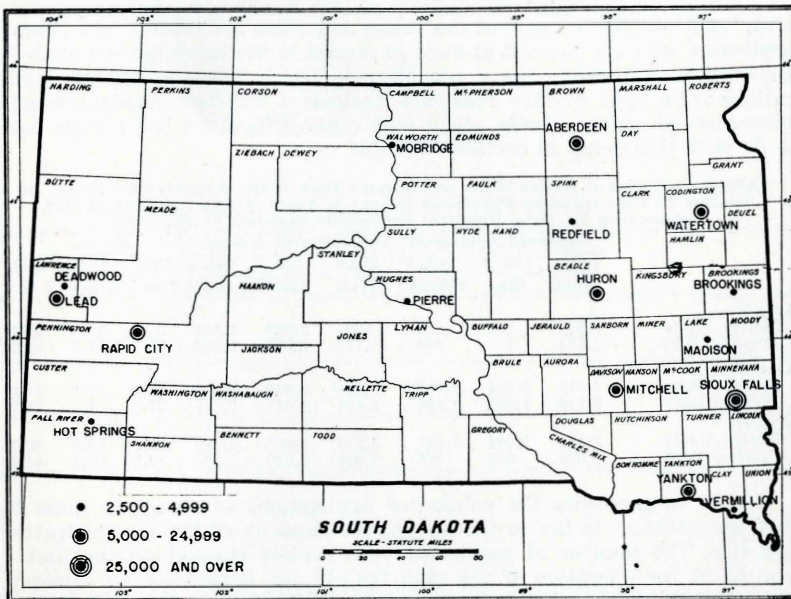 104° 103° 102° 101° 100° 99° 98° 97°
HARDING PERKINS CORSON CAMPBELL McPHERSON BROWN MARSHALL ROBERTS
WALWORTH EDMUNDS ABERDEEN DAY
MOBRIDGE
ZIEBACH DEWEY GRANT
BUTTE MEADE POTTER FAULK SPINK CLARK CODINGTON
WATERTOWN DEUEL
SULLY HYDE HAND REDFIELD HAMLIN
STANLEY
LAWRENCE BEADLE KINGSBURY BROOKINGS
DEADWOOD HAAKON HUGHES HURON BROOKINGS
LEAD PIERRE
PENNINGTON JONES LYMAN BUFFALO JERAULD SANBORN MINER LAKE MOODY
RAPID CITY MADISON
JACKSON
CUSTER BRULE AURORA DAVISON HANSON McCOOK MINNEHAHA
WASHINGTON WASHABAUGH MELLETTE TRIPP MITCHELL SIOUX FALLS
FALL RIVER DOUGLAS HUTCHINSON TURNER LINCOLN
HOT SPRINGS BENNETT TODD GREGORY CHARLES MIX
SHANNON
BON HOMME YANKTON CLAY UNION
YANKTON
VERMILLION
2,500 - 4,999
5,000 - 24,999
25,000 AND OVER
SOUTH DAKOTA
SCALE - STATUTE MILES
103° 102° 101° 100° 99° 98° 97°